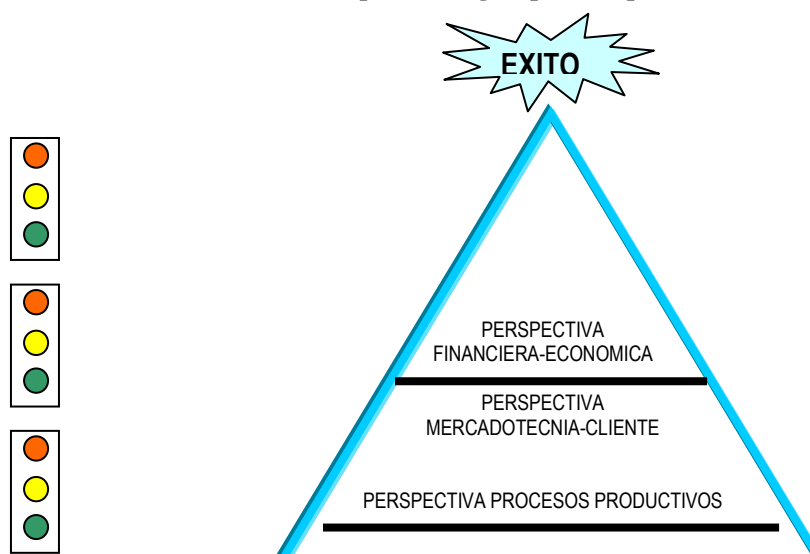 EXITO
PERSPECTIVA
FINANCIERA-ECONOMICA
PERSPECTIVA
MERCADOTECNIA-CLIENTE
PERSPECTIVA PROCESOS PRODUCTIVOS